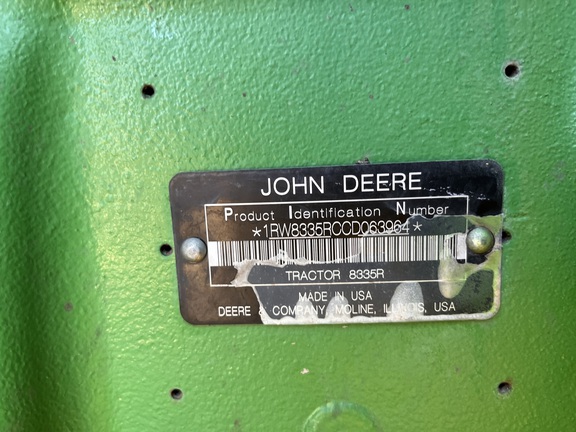 JOHN DEERE
Product Identification Number
*1RW8335RCCD063964*
TRACTOR 8335R
MADE IN USA
DEERE & COMPANY, MOLINE, ILLINOIS, USA